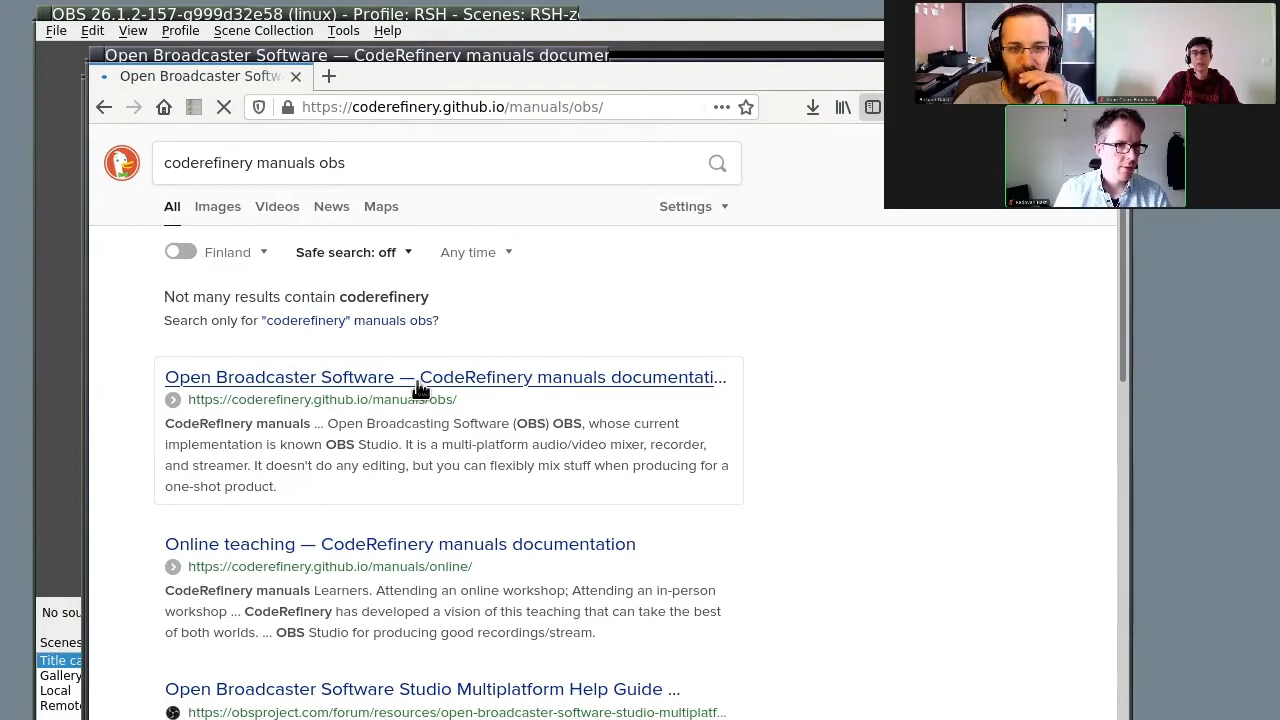 OBS 26.1.2-157-g999f32e58 (linux) - Profile: RSH - Scenes: RSH-z
File Edit View Profile Scene Collection Tools Help
Open Broadcaster Software — CodeRefinery manuals documer
Open Broadcaster Softw
https://coderefinery.github.io/manuals/obs/
coderefinery manuals obs
All Images Videos News Maps Settings
Finland Safe search: off Any time
Not many results contain coderefinery
Search only for "coderefinery" manuals obs?
Open Broadcaster Software — CodeRefinery manuals documentati...
https://coderefinery.github.io/manuals/obs/
CodeRefinery manuals ... Open Broadcasting Software (OBS) OBS, whose current
implementation is known OBS Studio. It is a multi-platform audio/video mixer, recorder,
and streamer. It doesn't do any editing, but you can flexibly mix stuff when producing for a
one-shot product.
Online teaching — CodeRefinery manuals documentation
https://coderefinery.github.io/manuals/online/
CodeRefinery manuals Learners. Attending an online workshop; Attending an in-person
workshop ... CodeRefinery has developed a vision of this teaching that can take the best
of both worlds. ... OBS Studio for producing good recordings/stream.
Open Broadcaster Software Studio Multiplatform Help Guide ...
https://obsproject.com/forum/resources/open-broadcaster-software-studio-multiplatf...
No sou
Scenes
Title ca
Gallery
Local
Remot